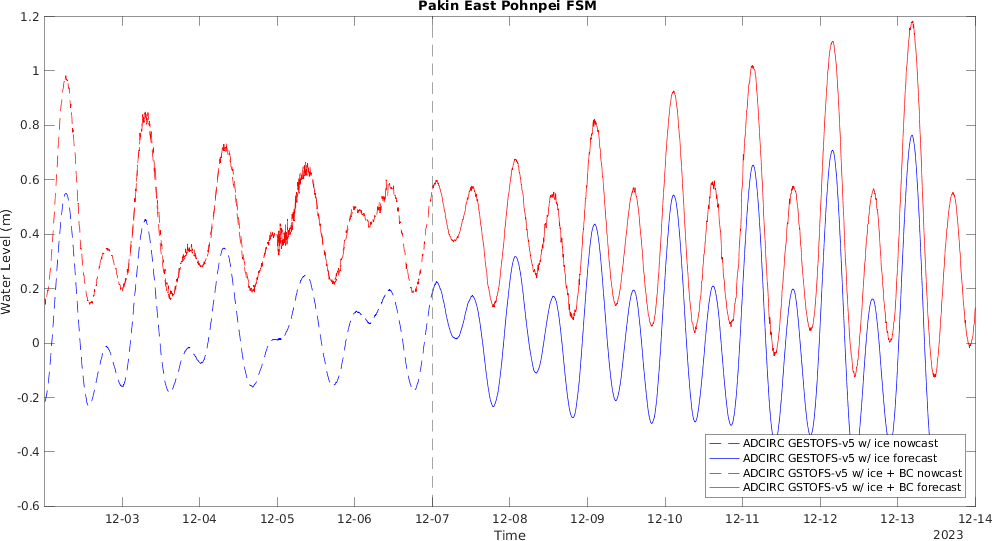 Pakin East Pohnpei FSM
1.2
1
0.8
0.6
0.4
0.2
0
-0.2
-0.4
-0.6
Water Level (m)
ADCIRC GESTOFS-v5 w/ ice nowcast
ADCIRC GESTOFS-v5 w/ ice forecast
ADCIRC GSTOFS-v5 w/ ice + BC nowcast
ADCIRC GSTOFS-v5 w/ ice + BC forecast
12-03 12-04 12-05 12-06 12-07 12-08 12-09 12-10 12-11 12-12 12-13 12-14
Time
2023